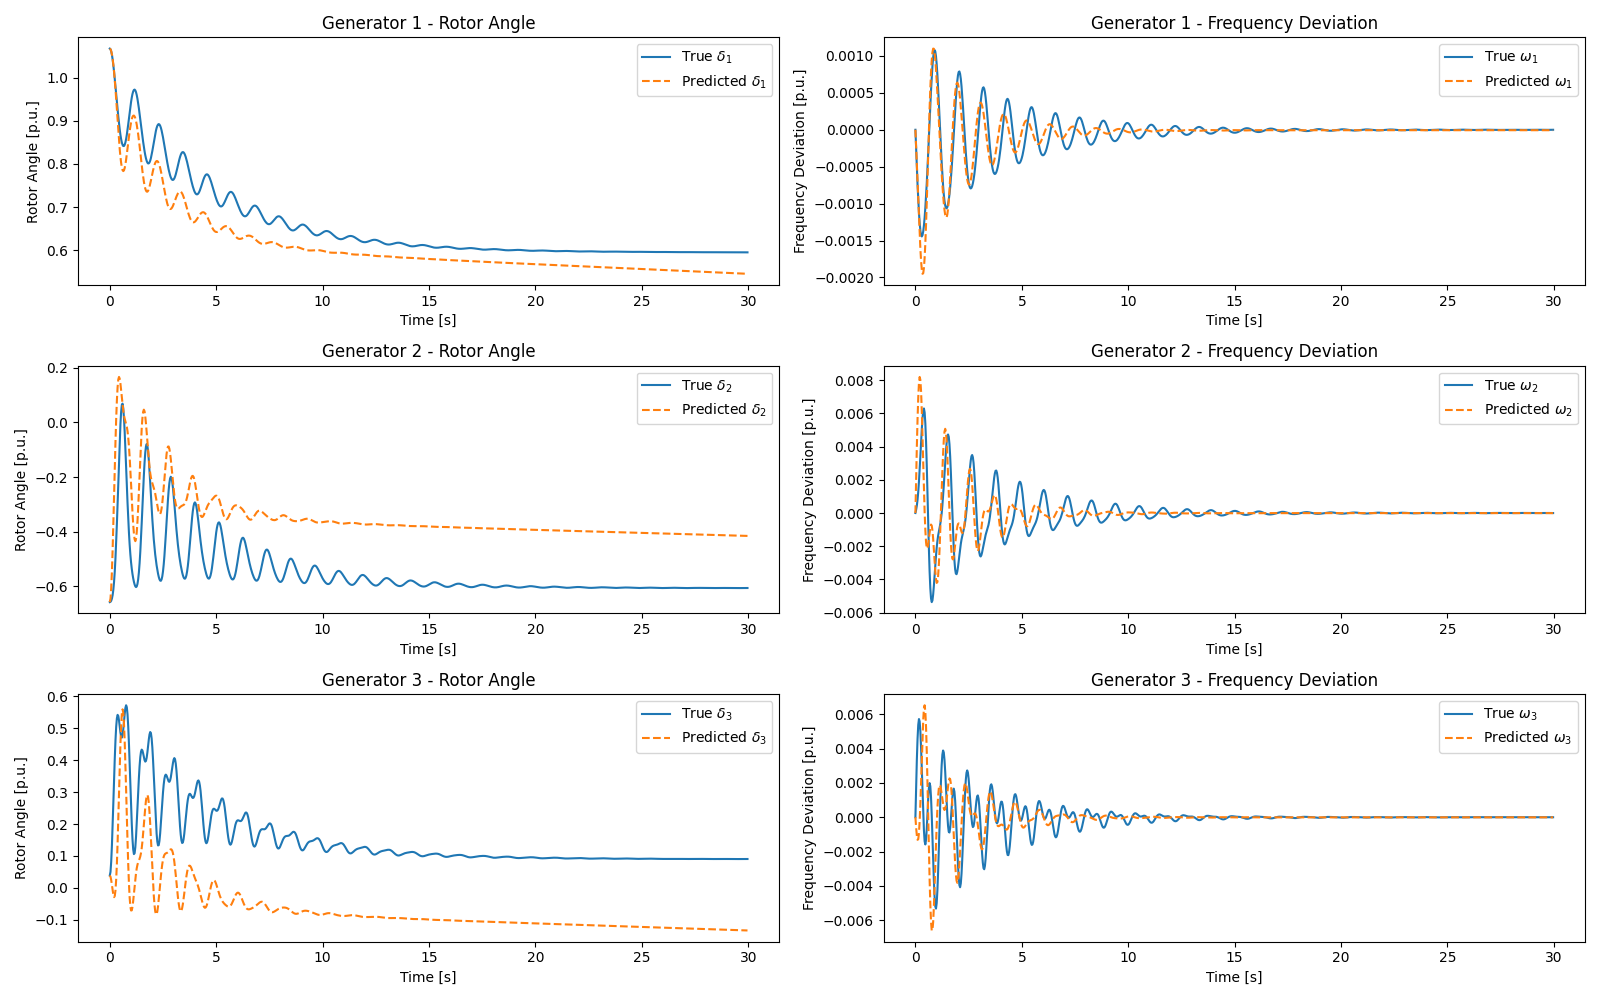 Generator 1 - Rotor Angle
True δ1
Predicted δ1
Rotor Angle [p.u.]
1.0
0.9
0.8
0.7
0.6
0 5 10 15 20 25 30
Time [s]
Generator 1 - Frequency Deviation
True ω1
Predicted ω1
Frequency Deviation [p.u.]
0.0010
0.0005
0.0000
−0.0005
−0.0010
−0.0015
−0.0020
0 5 10 15 20 25 30
Time [s]
Generator 2 - Rotor Angle
True δ2
Predicted δ2
Rotor Angle [p.u.]
0.2
0.0
−0.2
−0.4
−0.6
0 5 10 15 20 25 30
Time [s]
Generator 2 - Frequency Deviation
True ω2
Predicted ω2
Frequency Deviation [p.u.]
0.008
0.006
0.004
0.002
0.000
−0.002
−0.004
−0.006
0 5 10 15 20 25 30
Time [s]
Generator 3 - Rotor Angle
True δ3
Predicted δ3
Rotor Angle [p.u.]
0.6
0.5
0.4
0.3
0.2
0.1
0.0
−0.1
0 5 10 15 20 25 30
Time [s]
Generator 3 - Frequency Deviation
True ω3
Predicted ω3
Frequency Deviation [p.u.]
0.006
0.004
0.002
0.000
−0.002
−0.004
−0.006
0 5 10 15 20 25 30
Time [s]